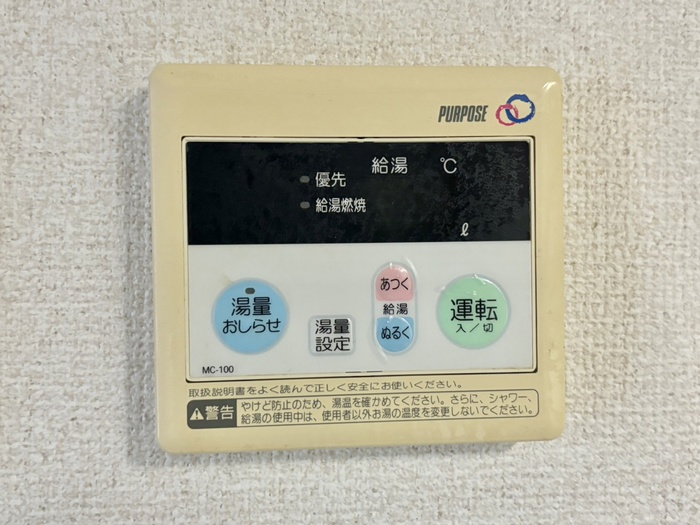 PURPOSE
給湯 ℃
優先
給湯燃焼
ℓ
湯量
おしらせ
湯量
設定
あつく
給湯
ぬるく
運転
入／切
MC-100
取扱説明書をよく読んで正しく安全にお使いください。
警告
やけど防止のため、湯温を確かめてください。さらに、シャワー、
給湯の使用中は、使用者以外お湯の温度を変更しないでください。